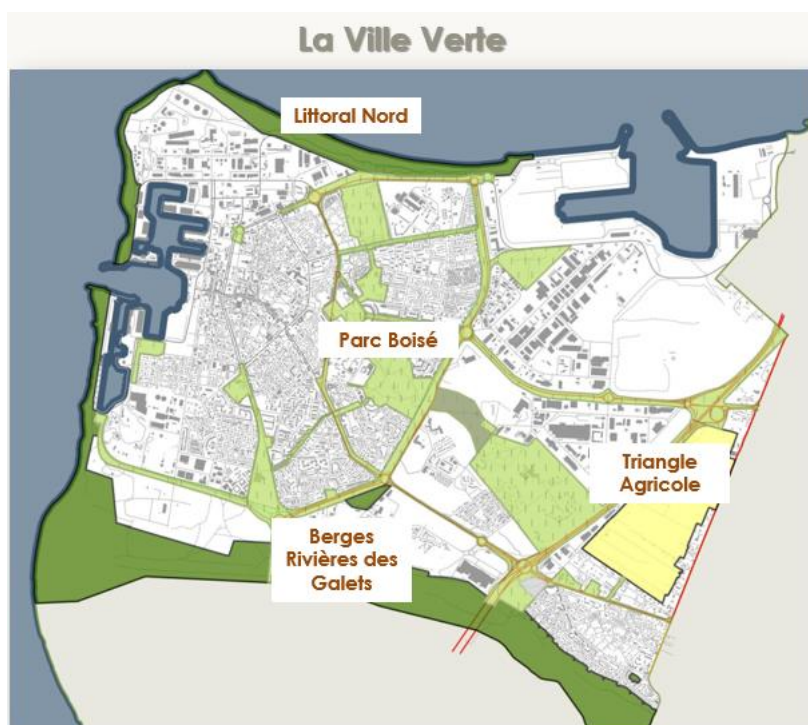 La Ville Verte
Littoral Nord
Parc Boisé
Triangle
Agricole
Berges
Rivières des
Galets